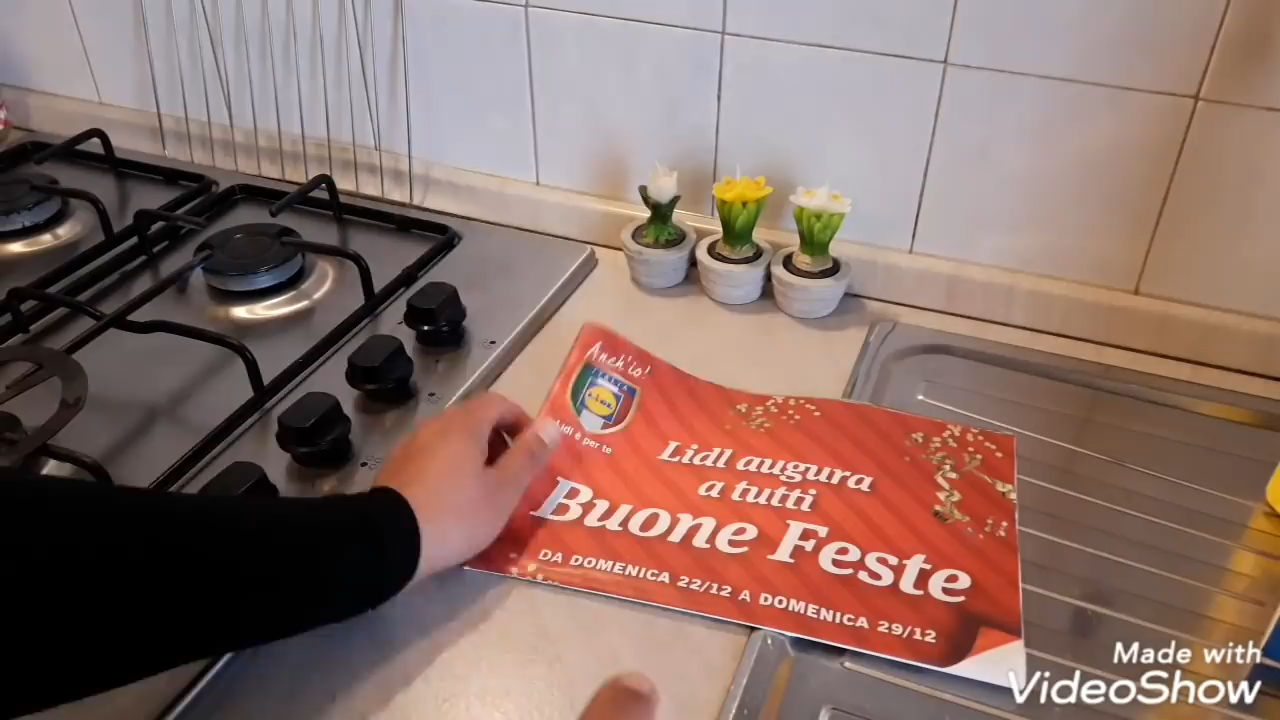 Anch'io!
ITALIA
LIDL
Lidl è per te
Lidl augura
a tutti
Buone Feste
DA DOMENICA 22/12 A DOMENICA 29/12
Made with
VideoShow